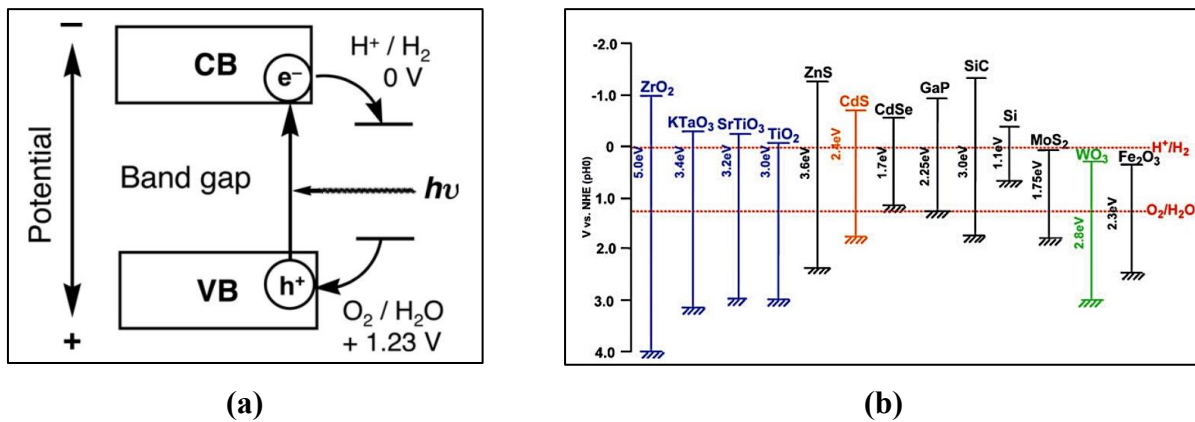 −
Potential
+
CB
e⁻
H⁺ / H₂
0 V
Band gap
hυ
VB
h⁺
O₂ / H₂O
+ 1.23 V
(a)
V vs. NHE (pH0)
-2.0
-1.0
0
1.0
2.0
3.0
4.0
ZrO₂
5.0eV
KTaO₃
3.4eV
SrTiO₃
3.2eV
TiO₂
3.0eV
ZnS
3.6eV
CdS
2.4eV
CdSe
1.7eV
GaP
2.25eV
SiC
3.0eV
Si
1.1eV
MoS₂
1.75eV
WO₃
2.8eV
Fe₂O₃
2.3eV
H⁺/H₂
O₂/H₂O
(b)